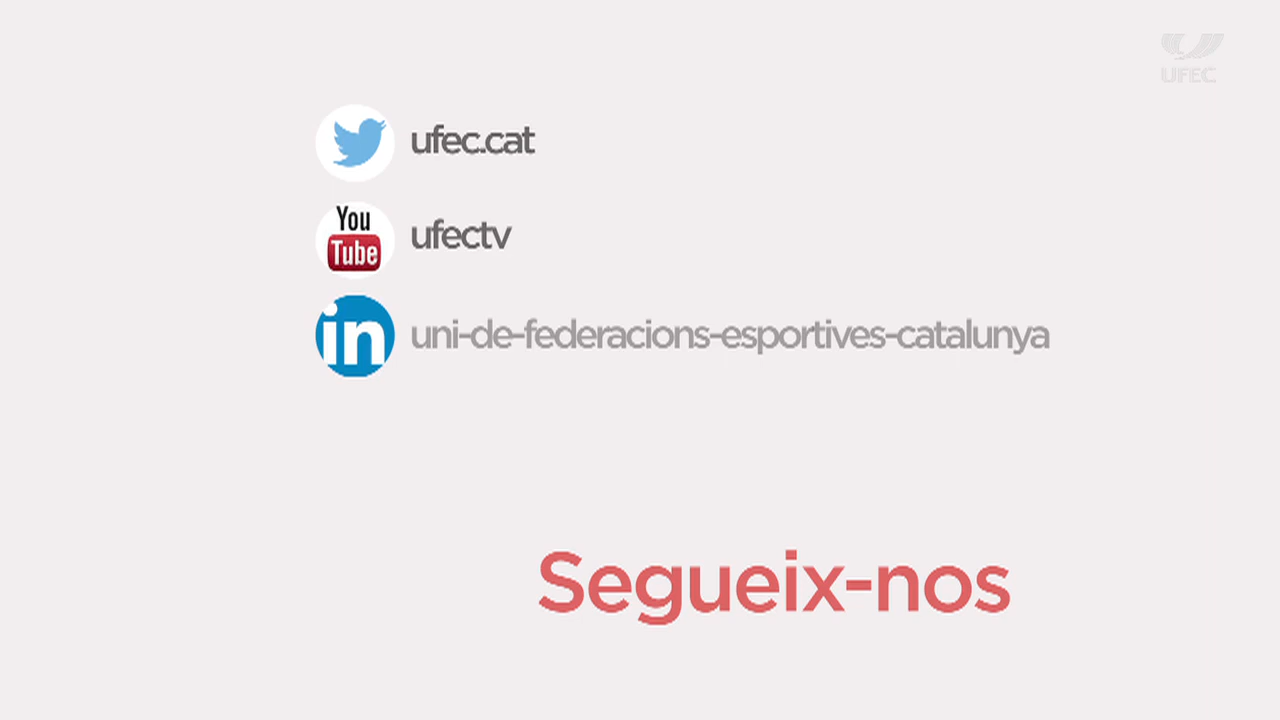 UFEC
ufec.cat
You
Tube
ufectv
in
uni-de-federacions-esportives-catalunya
Segueix-nos